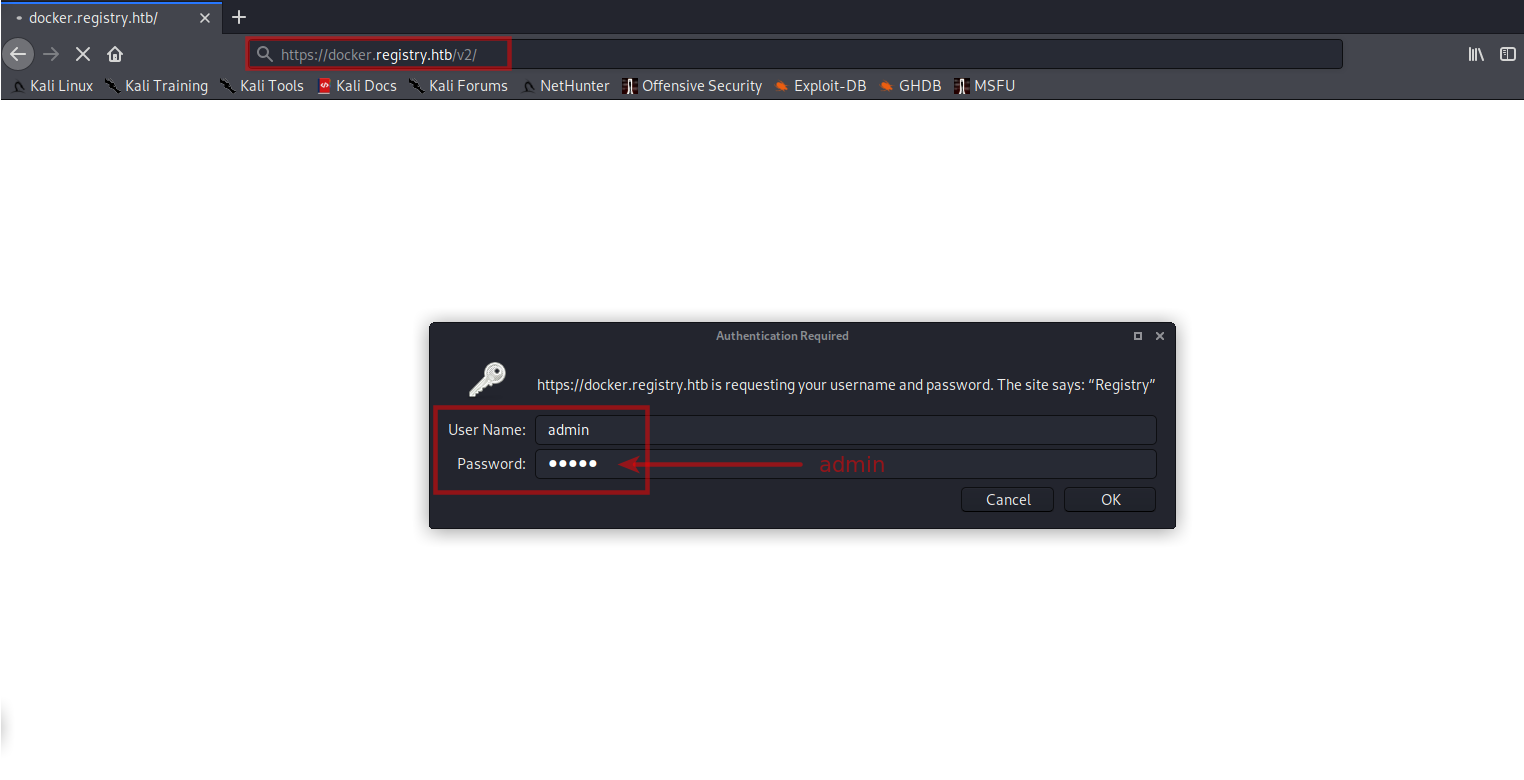 docker.registry.htb/
https://docker.registry.htb/v2/
Kali Linux Kali Training Kali Tools Kali Docs Kali Forums NetHunter Offensive Security Exploit-DB GHDB MSFU
Authentication Required
https://docker.registry.htb is requesting your username and password. The site says: “Registry”
User Name: admin
Password: ●●●●● admin
Cancel OK